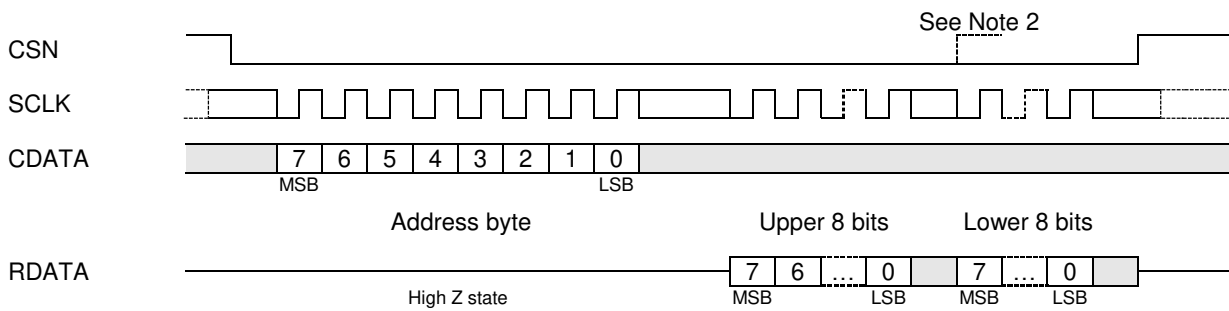 See Note 2
CSN
SCLK
CDATA 7 6 5 4 3 2 1 0
MSB LSB
Address byte Upper 8 bits Lower 8 bits
RDATA 7 6 ... 0 7 ... 0
High Z state MSB LSB MSB LSB